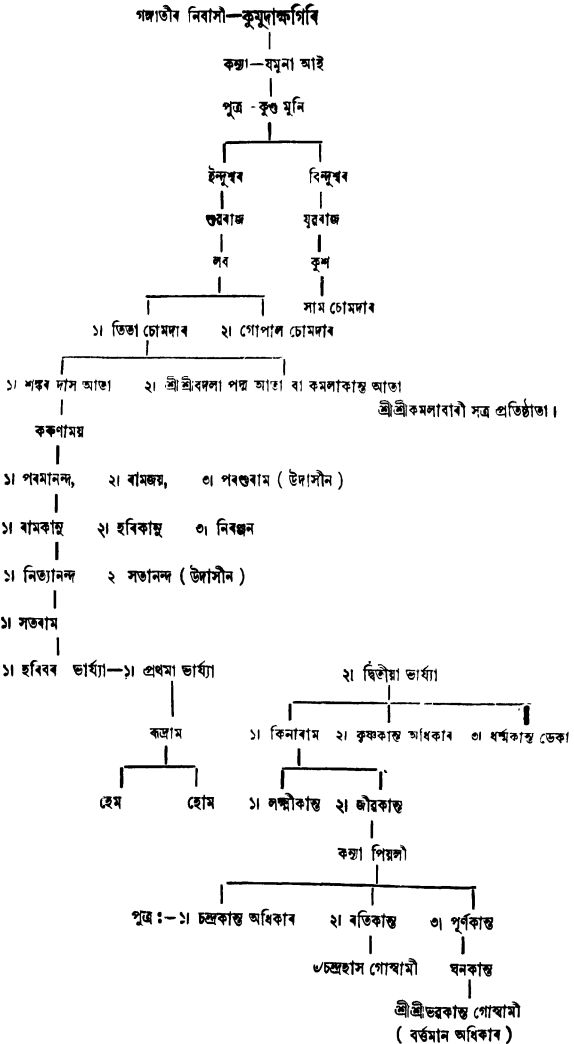 গঙ্গাতীৰ নিবাসী—কুমুদাক্ষগিৰি
কন্যা—যমুনা আই
পুত্ৰ - কুণ্ড মুনি
ইন্দুশ্বৰ বিন্দুশ্বৰ
শুৱৰাজ যুৱৰাজ
লব কুশ
সাম চোমদাৰ
১। তিতা চোমদাৰ ২। গোপাল চোমদাৰ
১। শঙ্কৰ দাস আতা ২। শ্ৰীশ্ৰীবদলা পদ্ম আতা বা কমলাকান্ত আতা
শ্ৰীশ্ৰীকমলাবাৰী সত্ৰ প্ৰতিষ্ঠাতা।
কৰুণাময়
১। পৰমানন্দ, ২। ৰামজয়, ৩। পৰশুৰাম ( উদাসীন )
১। ৰামকান্ত ২। হৰিকান্ত ৩। নিৰঞ্জন
১। নিত্যানন্দ ২ সতানন্দ ( উদাসীন )
১। সতৰাম
১। হৰিবৰ ভাৰ্য্যা—১। প্ৰথমা ভাৰ্য্যা ২। দ্বিতীয়া ভাৰ্য্যা
ৰূদ্ৰাম ১। কিনাৰাম ২। কৃষ্ণকান্ত অধিকাৰ ৩। ধৰ্ম্মকান্ত ডেকা
হেম হোম ১। লক্ষ্মীকান্ত ২। জীৱকান্ত
কন্যা পিয়লী
পুত্ৰ :— ১। চন্দ্ৰকান্ত অধিকাৰ ২। ৰতিকান্ত ৩। পূৰ্ণকান্ত
৺চন্দ্ৰহাস গোস্বামী ঘনকান্ত
শ্ৰীশ্ৰীভৱকান্ত গোস্বামী
( বৰ্ত্তমান অধিকাৰ )